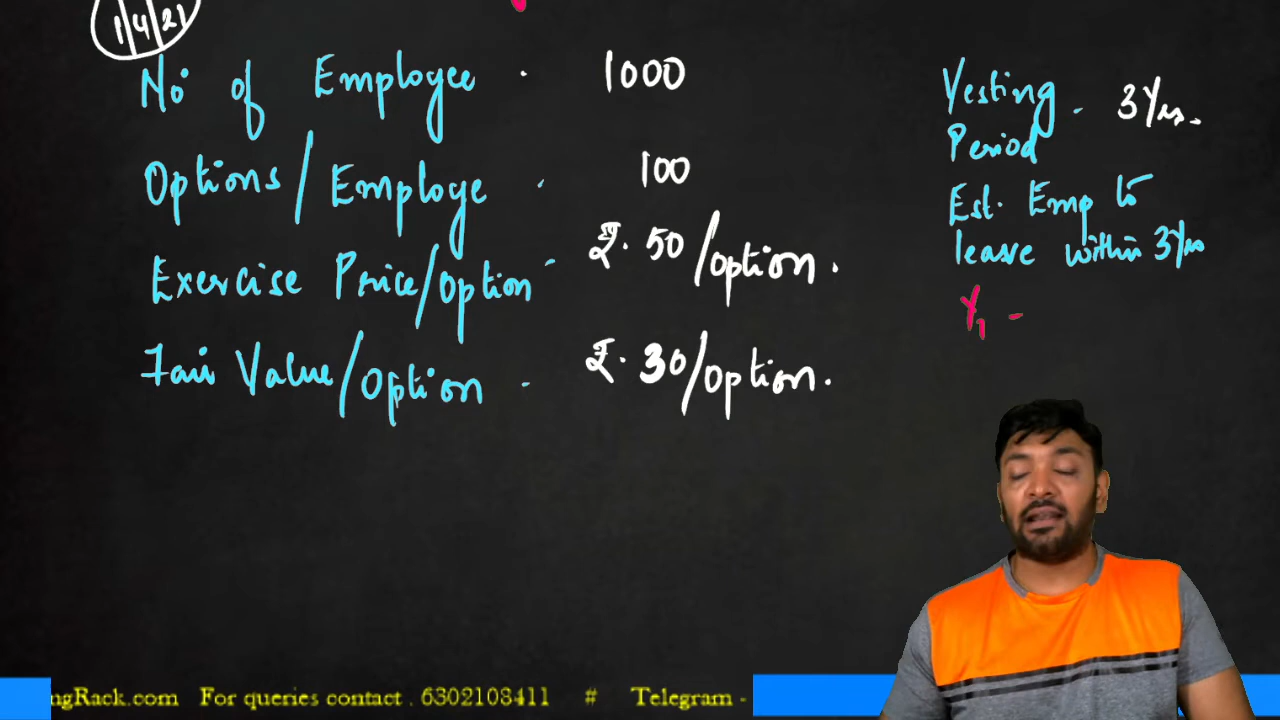 1/4/21
No of Employee - 1000
Options/Employe - 100
Exercise Price/Option - ₹. 50/option.
Fair Value/Option - ₹. 30/option.
Vesting - 3 Yrs.
Period
Est. Emp to
leave within 3 Yrs
Y1 -
ngRack.com For queries contact . 6302108411 # Telegram -